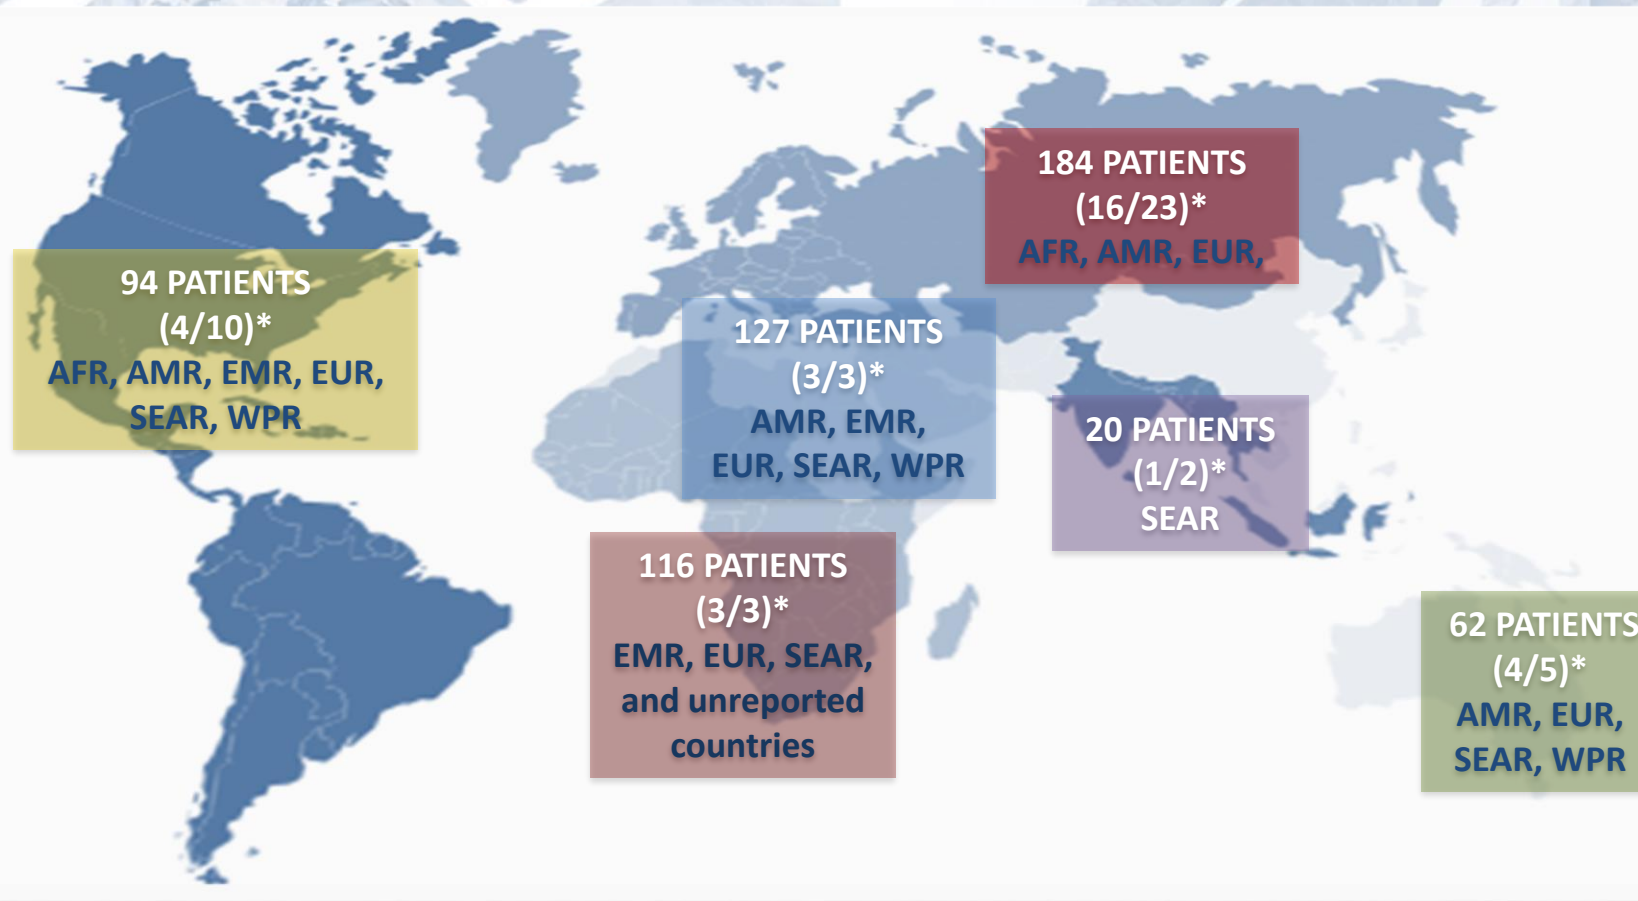 184 PATIENTS
(16/23)*
AFR, AMR, EUR,
94 PATIENTS
(4/10)*
AFR, AMR, EMR, EUR,
SEAR, WPR
127 PATIENTS
(3/3)*
AMR, EMR,
EUR, SEAR, WPR
20 PATIENTS
(1/2)*
SEAR
116 PATIENTS
(3/3)*
EMR, EUR, SEAR,
and unreported
countries
62 PATIENTS
(4/5)*
AMR, EUR,
SEAR, WPR